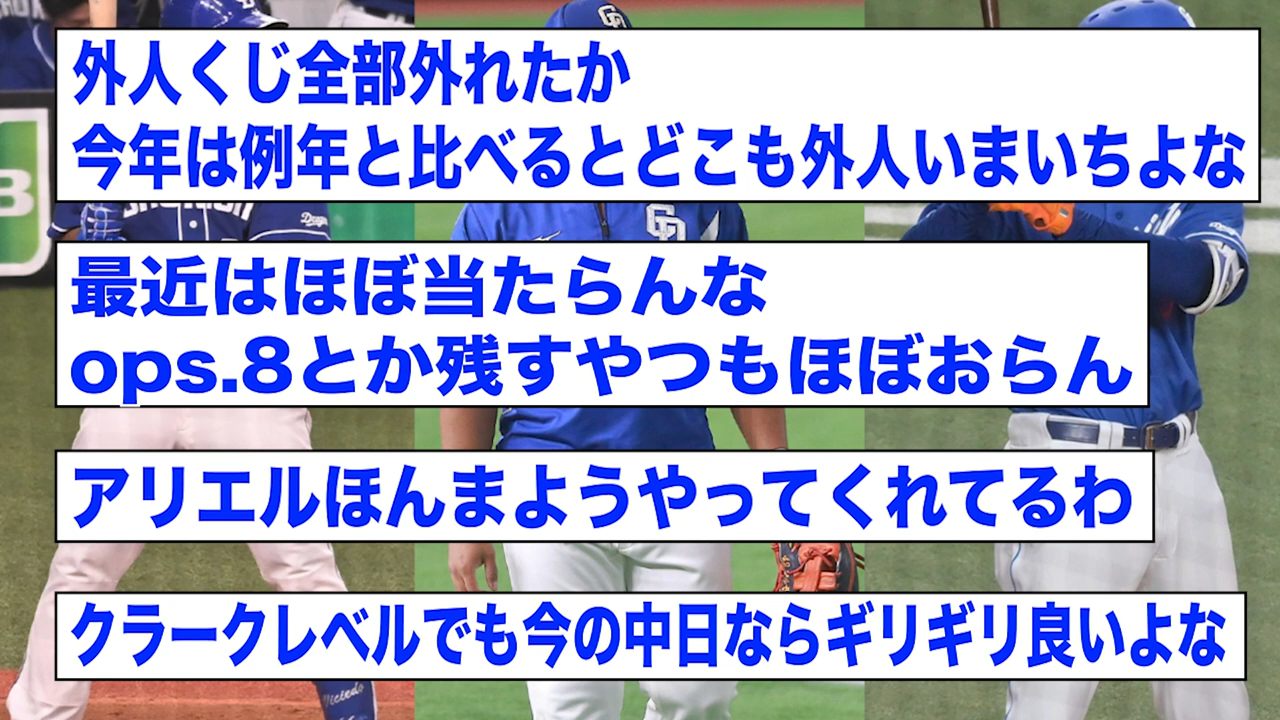 外人くじ全部外れたか
今年は例年と比べるとどこも外人いまいちよな
最近はほぼ当たらんな
ops.8とか残すやつもほぼおらん
アリエルほんまようやってくれてるわ
クラークレベルでも今の中日ならギリギリ良いよな
Viciedo